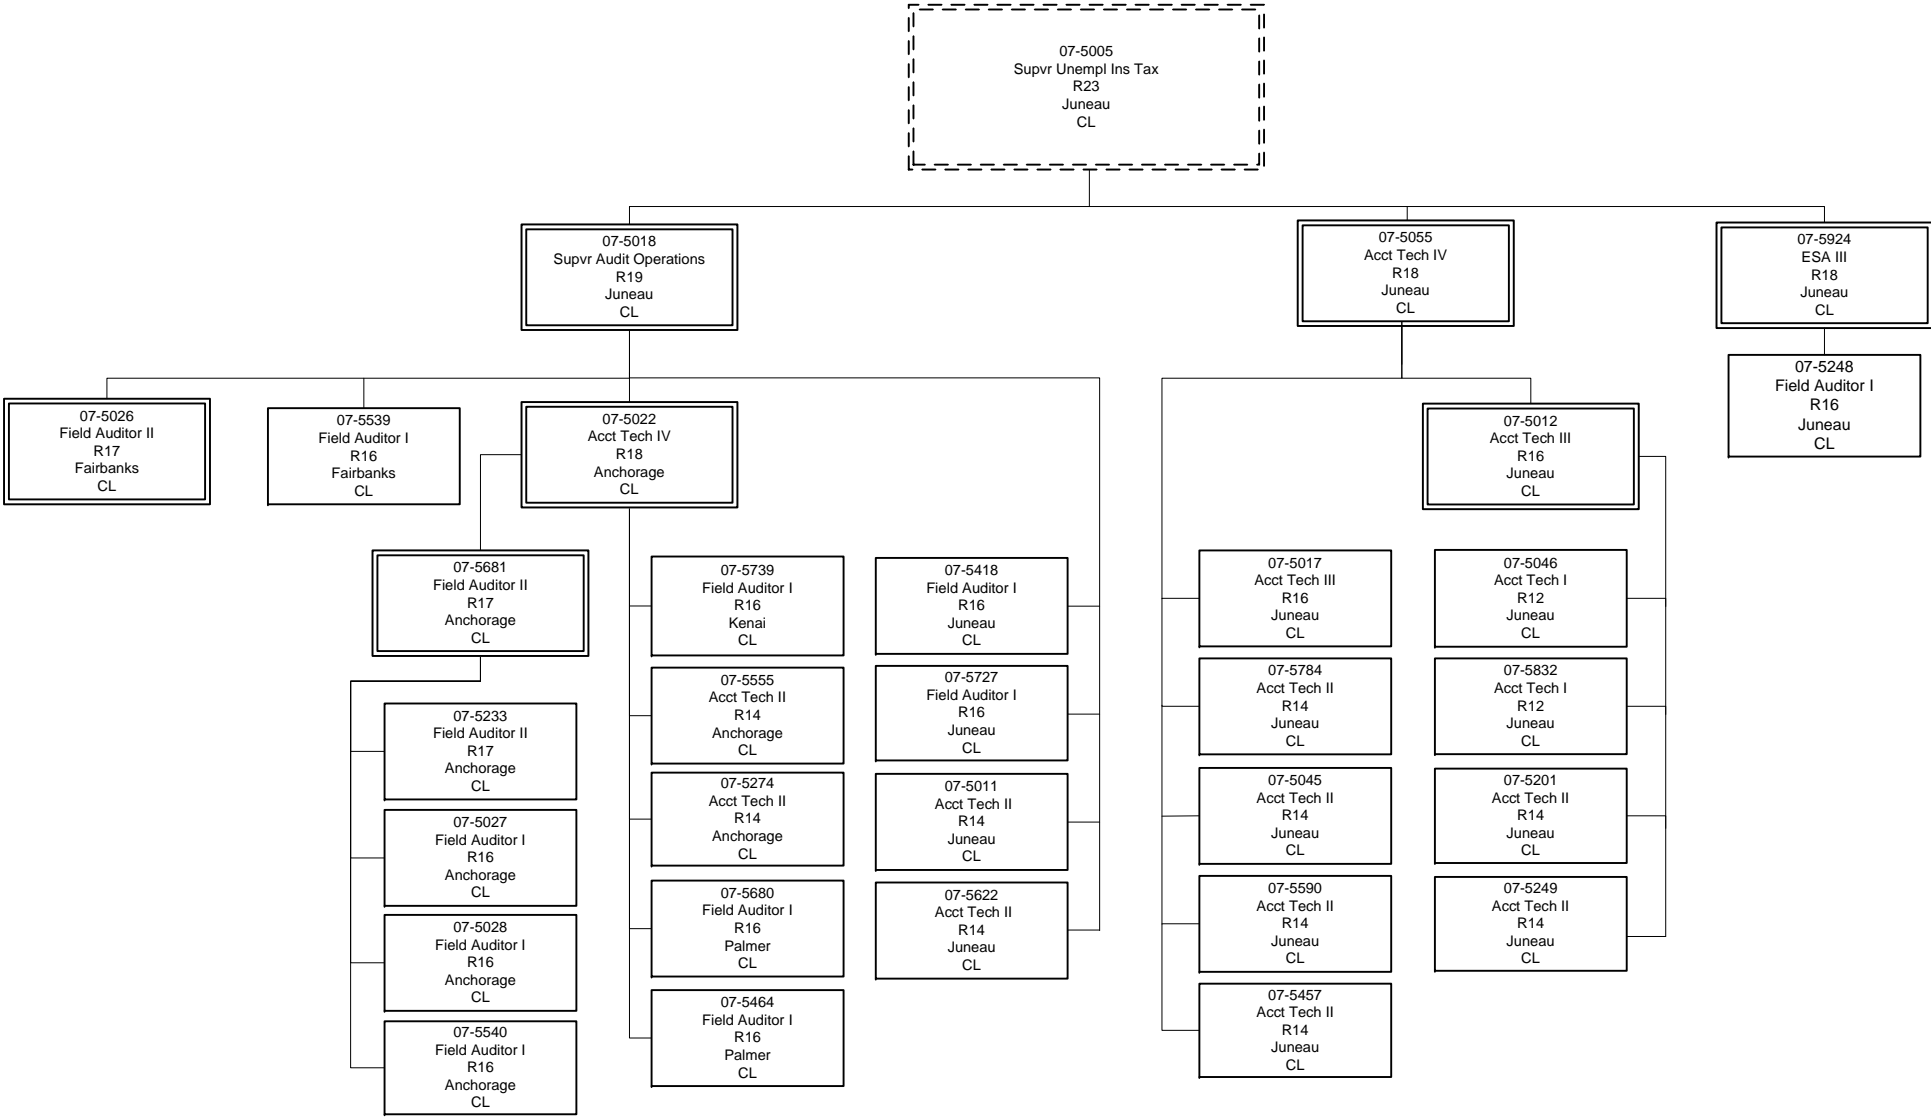 07-5005
Supvr Unempl Ins Tax
R23
Juneau
CL
07-5018
Supvr Audit Operations
R19
Juneau
CL
07-5055
Acct Tech IV
R18
Juneau
CL
07-5924
ESA III
R18
Juneau
CL
07-5248
Field Auditor I
R16
Juneau
CL
07-5026
Field Auditor II
R17
Fairbanks
CL
07-5539
Field Auditor I
R16
Fairbanks
CL
07-5022
Acct Tech IV
R18
Anchorage
CL
07-5012
Acct Tech III
R16
Juneau
CL
07-5681
Field Auditor II
R17
Anchorage
CL
07-5233
Field Auditor II
R17
Anchorage
CL
07-5027
Field Auditor I
R16
Anchorage
CL
07-5028
Field Auditor I
R16
Anchorage
CL
07-5540
Field Auditor I
R16
Anchorage
CL
07-5739
Field Auditor I
R16
Kenai
CL
07-5555
Acct Tech II
R14
Anchorage
CL
07-5274
Acct Tech II
R14
Anchorage
CL
07-5680
Field Auditor I
R16
Palmer
CL
07-5464
Field Auditor I
R16
Palmer
CL
07-5418
Field Auditor I
R16
Juneau
CL
07-5727
Field Auditor I
R16
Juneau
CL
07-5011
Acct Tech II
R14
Juneau
CL
07-5622
Acct Tech II
R14
Juneau
CL
07-5017
Acct Tech III
R16
Juneau
CL
07-5784
Acct Tech II
R14
Juneau
CL
07-5045
Acct Tech II
R14
Juneau
CL
07-5590
Acct Tech II
R14
Juneau
CL
07-5457
Acct Tech II
R14
Juneau
CL
07-5046
Acct Tech I
R12
Juneau
CL
07-5832
Acct Tech I
R12
Juneau
CL
07-5201
Acct Tech II
R14
Juneau
CL
07-5249
Acct Tech II
R14
Juneau
CL